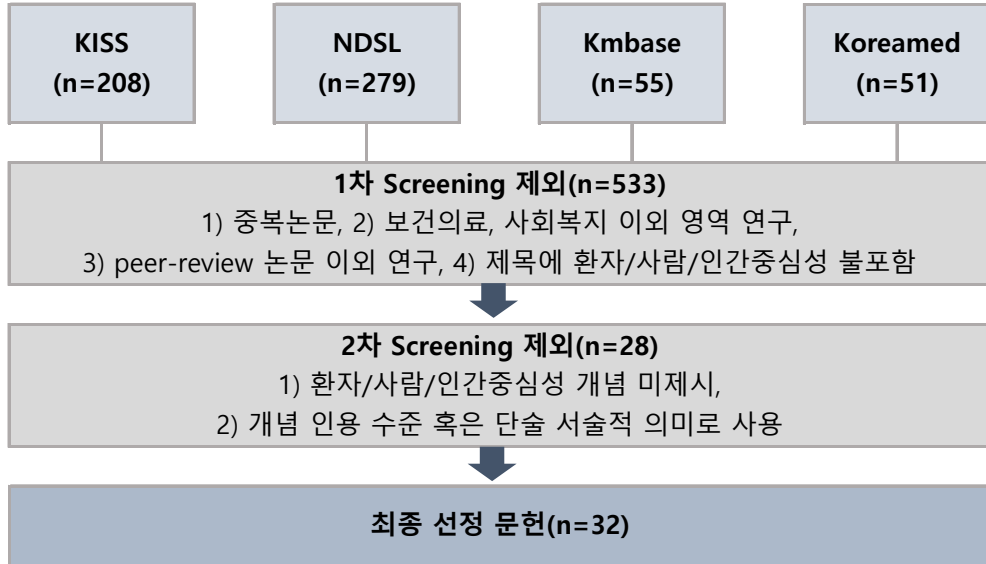 KISS
(n=208)
NDSL
(n=279)
Kmbase
(n=55)
Koreamed
(n=51)
1차 Screening 제외(n=533)
1) 중복논문, 2) 보건의료, 사회복지 이외 영역 연구,
3) peer-review 논문 이외 연구, 4) 제목에 환자/사람/인간중심성 불포함
2차 Screening 제외(n=28)
1) 환자/사람/인간중심성 개념 미제시,
2) 개념 인용 수준 혹은 단술 서술적 의미로 사용
최종 선정 문헌(n=32)